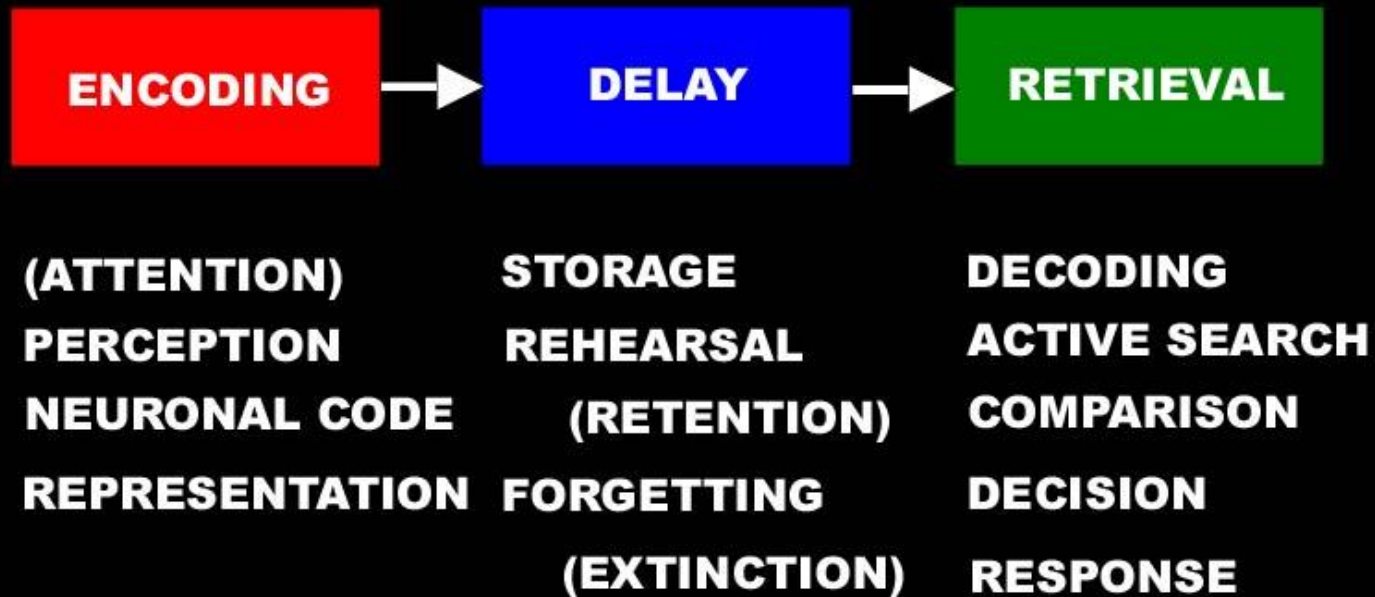 ENCODING
DELAY
RETRIEVAL
(ATTENTION)
PERCEPTION
NEURONAL CODE
REPRESENTATION
STORAGE
REHEARSAL
(RETENTION)
FORGETTING
(EXTINCTION)
DECODING
ACTIVE SEARCH
COMPARISON
DECISION
RESPONSE